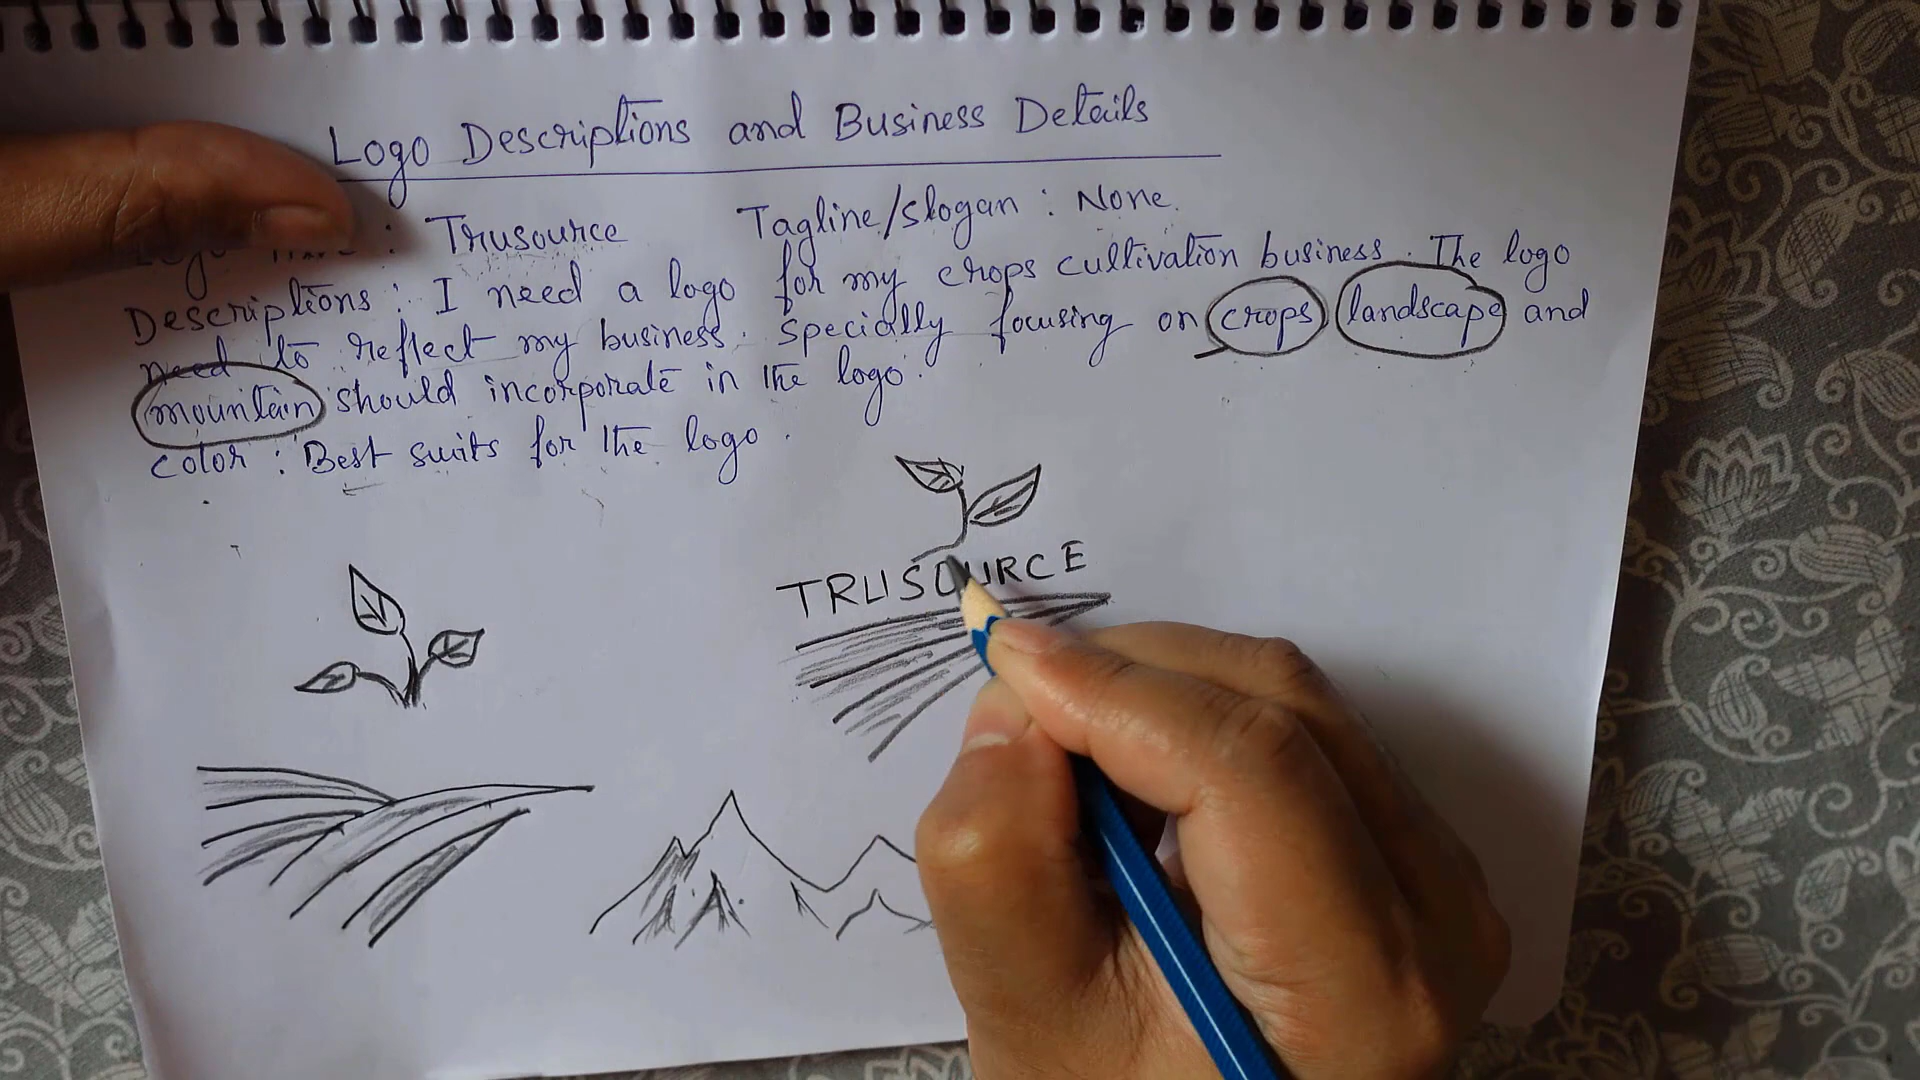 Logo Descriptions and Business Details
: Trusource Tagline/slogan : None.
Descriptions : I need a logo for my crops cultivation business. The logo
need to reflect my business. Specially focusing on crops landscape and
mountain should incorporate in the logo.
color : Best suits for the logo.
TRUSOURCE